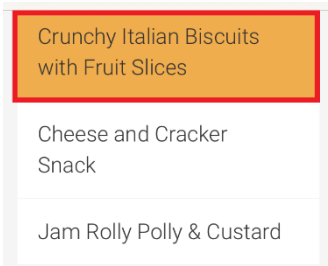 Crunchy Italian Biscuits
with Fruit Slices
Cheese and Cracker
Snack
Jam Rolly Polly & Custard